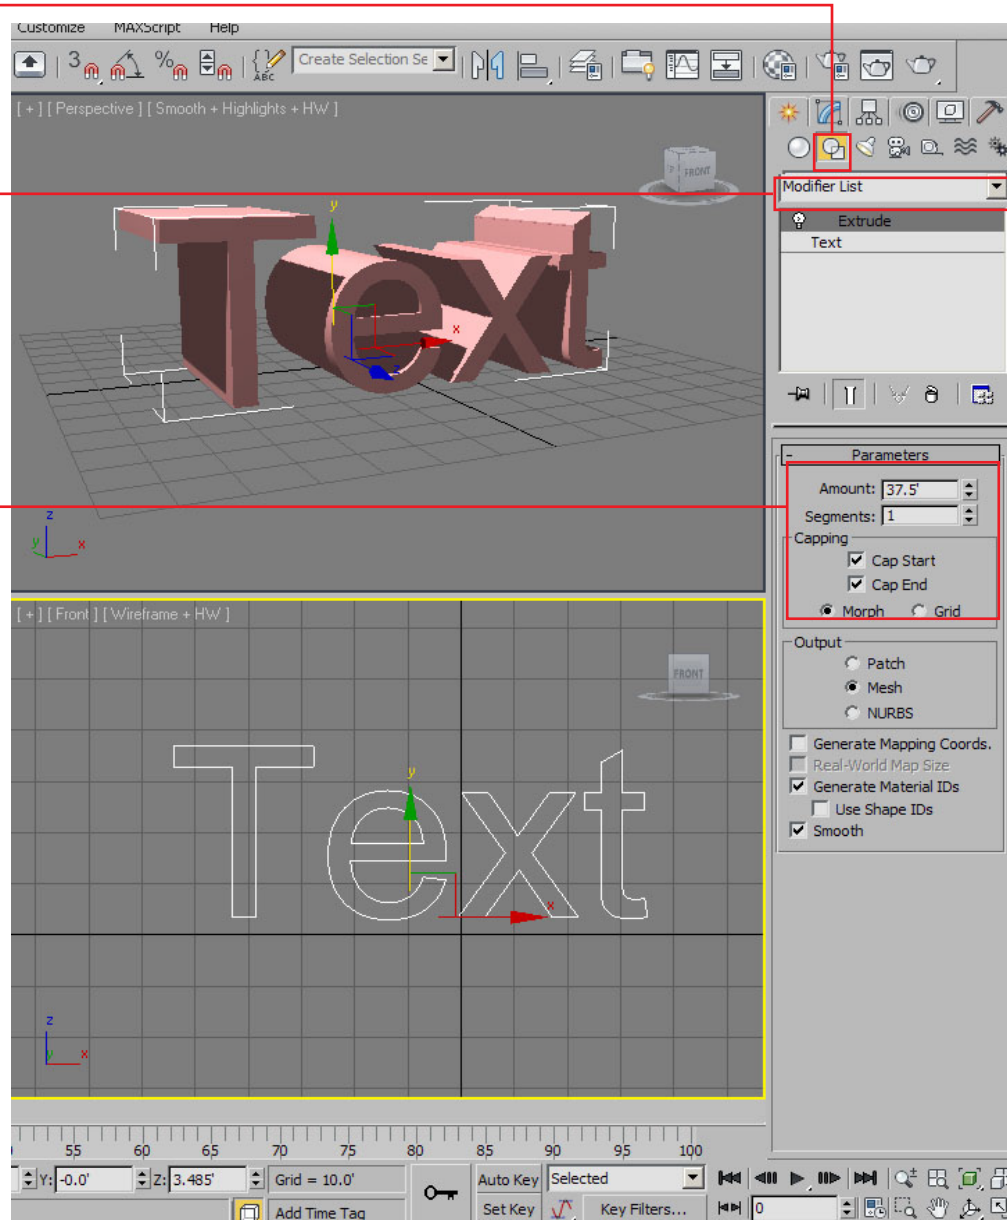 Customize MAXScript Help
3 % ABC Create Selection Se
[ + ] [ Perspective ] [ Smooth + Highlights + HW ]
FRONT
Modifier List
Extrude
Text
Text
y
x
z
z
y x
- Parameters
Amount: 37.5'
Segments: 1
Capping
Cap Start
Cap End
Morph Grid
[ + ] [ Front ] [ Wireframe + HW ]
FRONT
Text
y
x
z
y x
Output
Patch
Mesh
NURBS
Generate Mapping Coords.
Real-World Map Size
Generate Material IDs
Use Shape IDs
Smooth
55 60 65 70 75 80 85 90 95 100
Y: -0.0' Z: 3.485' Grid = 10.0' Auto Key Selected
Add Time Tag Set Key Key Filters... 0